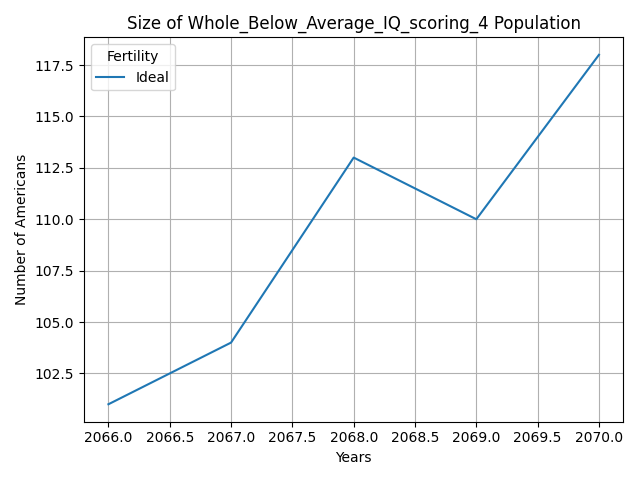 Size of Whole_Below_Average_IQ_scoring_4 Population
Fertility
Ideal
117.5
115.0
112.5
110.0
107.5
105.0
102.5
Number of Americans
2066.0 2066.5 2067.0 2067.5 2068.0 2068.5 2069.0 2069.5 2070.0
Years